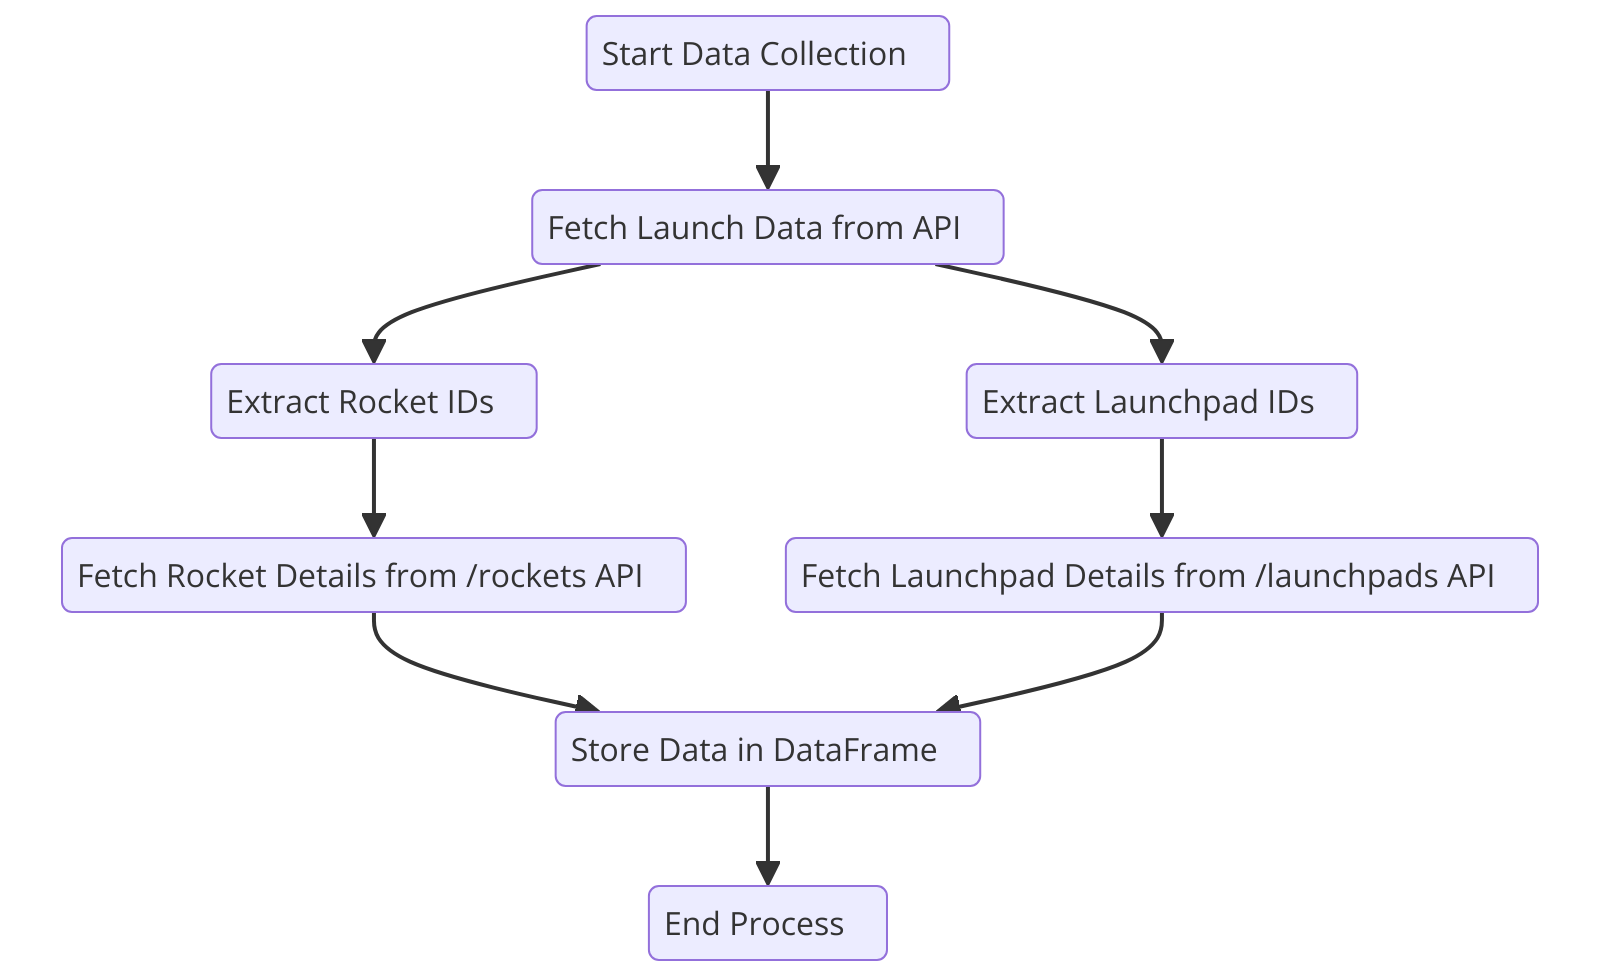 Start Data Collection
Fetch Launch Data from API
Extract Rocket IDs
Extract Launchpad IDs
Fetch Rocket Details from /rockets API
Fetch Launchpad Details from /launchpads API
Store Data in DataFrame
End Process